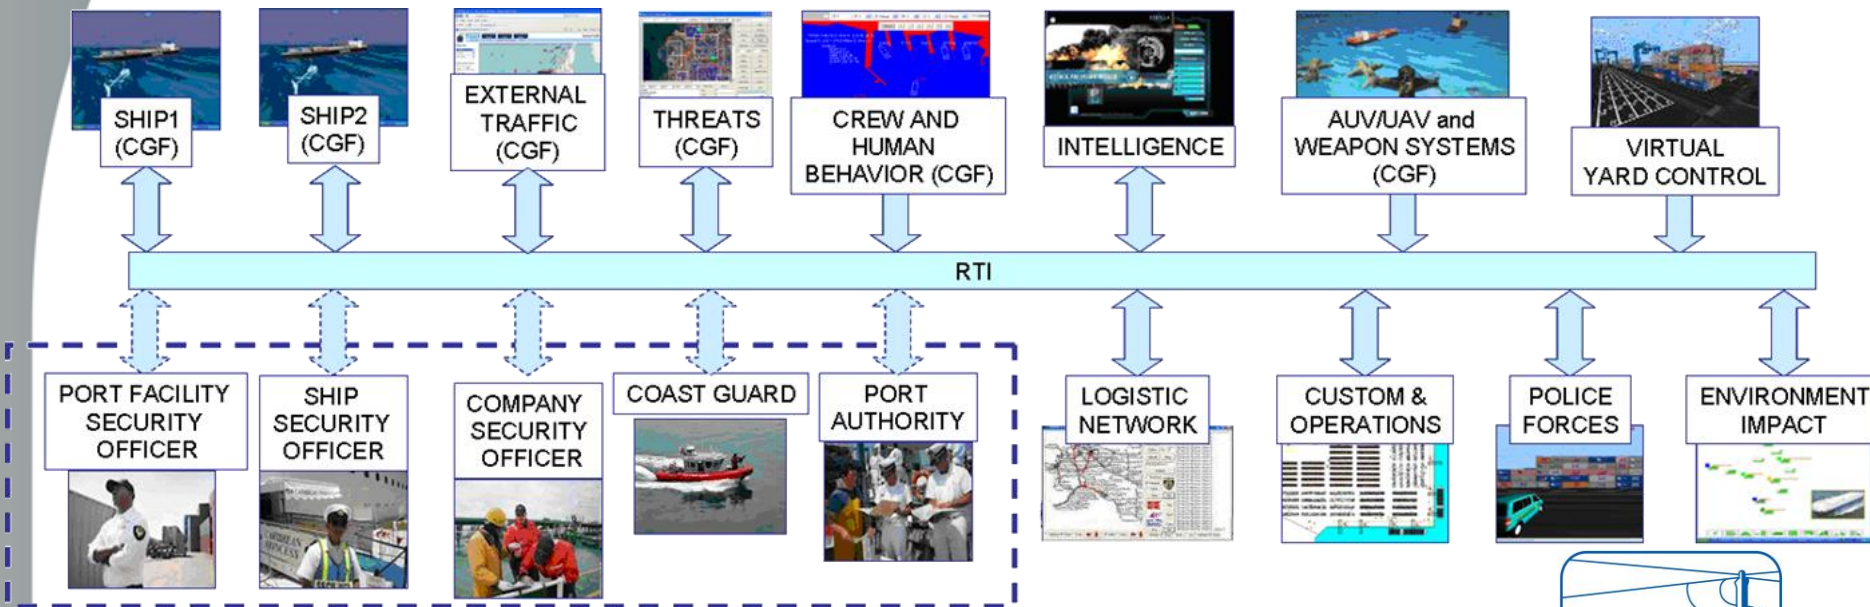 SHIP1
(CGF)
SHIP2
(CGF)
EXTERNAL
TRAFFIC
(CGF)
THREATS
(CGF)
CREW AND
HUMAN
BEHAVIOR (CGF)
INTELLIGENCE
AUV/UAV and
WEAPON SYSTEMS
(CGF)
VIRTUAL
YARD CONTROL
RTI
PORT FACILITY
SECURITY
OFFICER
SHIP
SECURITY
OFFICER
COMPANY
SECURITY
OFFICER
COAST GUARD
PORT
AUTHORITY
LOGISTIC
NETWORK
CUSTOM &
OPERATIONS
POLICE
FORCES
ENVIRONMENT
IMPACT